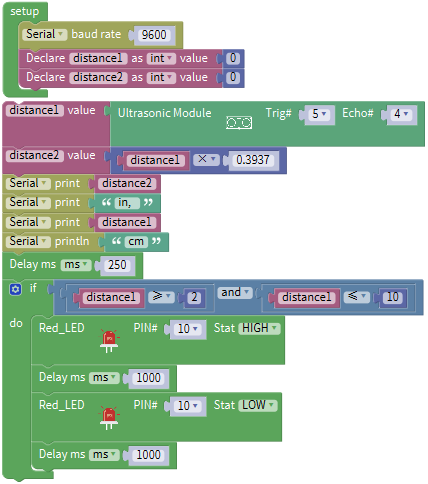 setup
Serial baud rate 9600
Declare distance1 as int value 0
Declare distance2 as int value 0
distance1 value Ultrasonic Module Trig# 5 Echo# 4
distance2 value distance1 × 0.3937
Serial print distance2
Serial print “ in, ”
Serial print distance1
Serial println “ cm ”
Delay ms ms 250
if distance1 ≥ 2 and distance1 ≤ 10
do Red_LED PIN# 10 Stat HIGH
Delay ms ms 1000
Red_LED PIN# 10 Stat LOW
Delay ms ms 1000